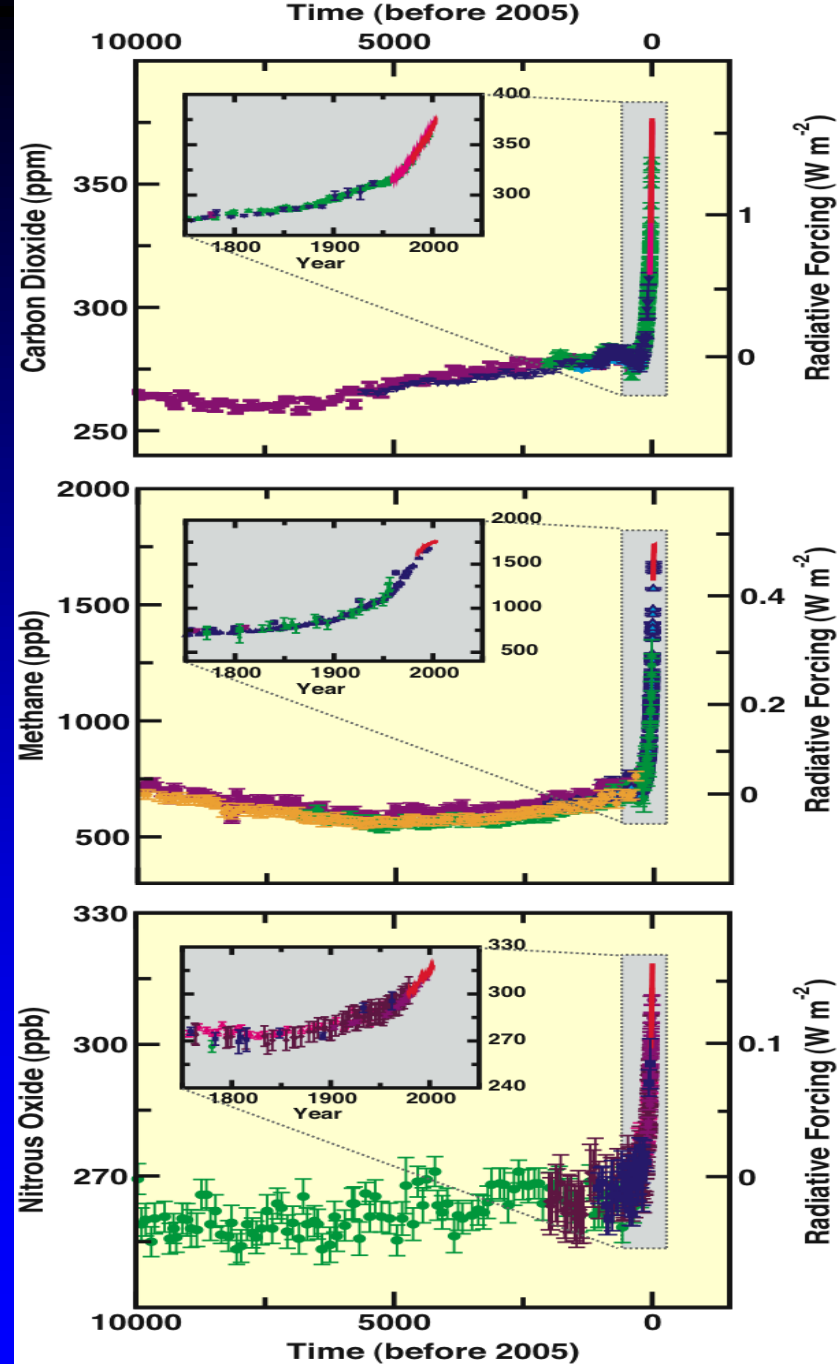 Time (before 2005)
10000 5000 0
Carbon Dioxide (ppm)
350
300
250
400
350
300
1800 1900 2000
Year
1
0
Radiative Forcing (W m-2)
Methane (ppb)
2000
1500
1000
500
2000
1500
1000
500
1800 1900 2000
Year
0.4
0.2
0
Radiative Forcing (W m-2)
Nitrous Oxide (ppb)
330
300
270
330
300
270
240
1800 1900 2000
Year
0.1
0
Radiative Forcing (W m-2)
10000 5000 0
Time (before 2005)